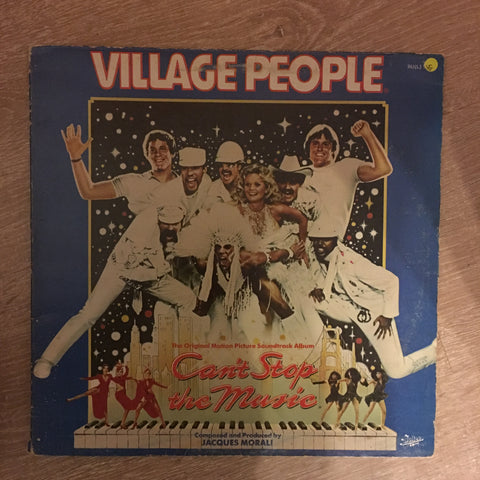 VILLAGE PEOPLE
The Original Motion Picture Soundtrack Album
Can't Stop
the Music
Composed and Produced by
JACQUES MORALI